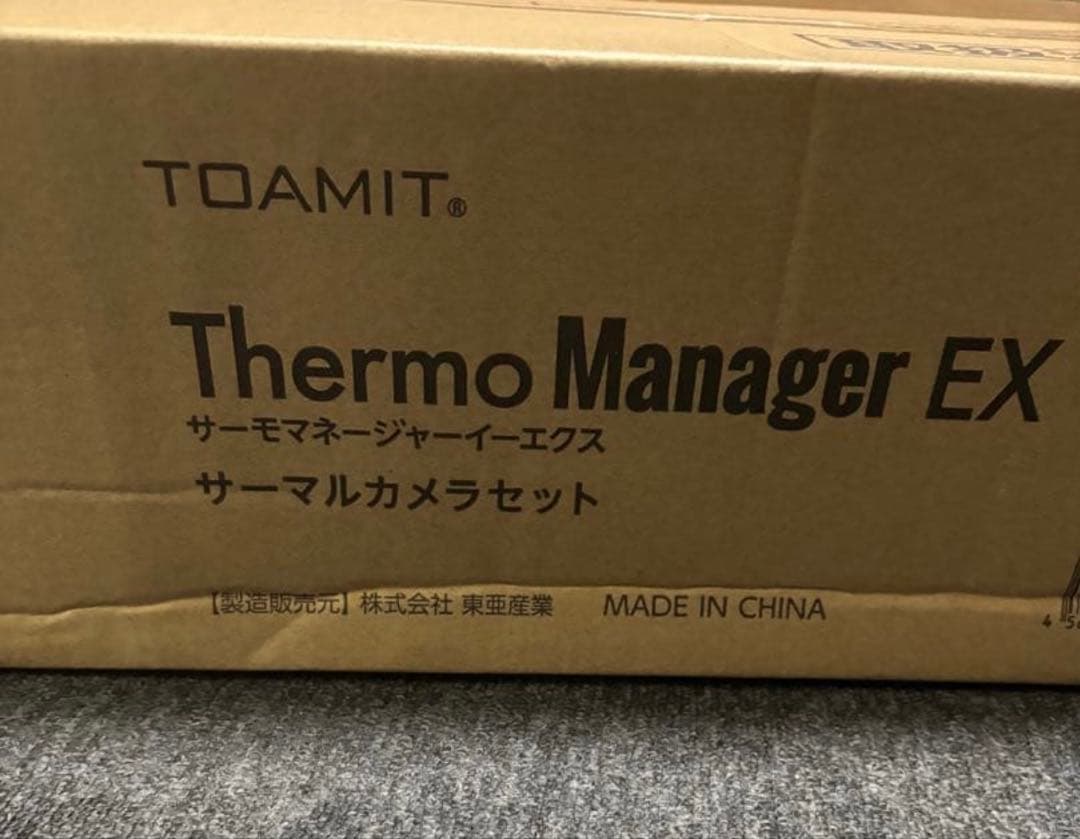 TOAMIT®
Thermo Manager EX
サーモマネージャーイーエクス
サーマルカメラセット
【製造販売元】株式会社 東亜産業 MADE IN CHINA